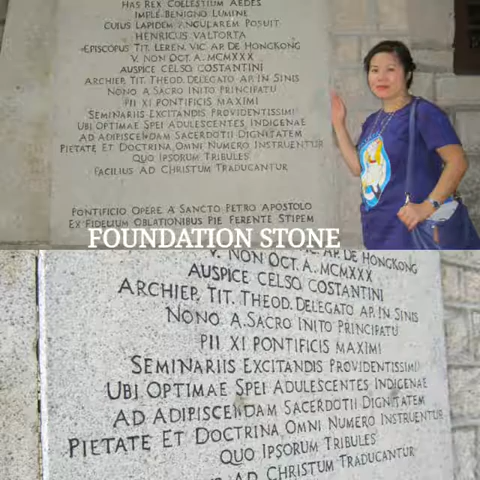 HAS REX COELESTIUM AEDES
IMPLE BENIGNO LUMINE
CUIUS LAPIDEM ANGULAREM POSUIT
HENRICUS VALTORTA
EPISCOPUS TIT. LEREN. VIC. AP. DE HONGKONG
V. NON OCT. A. MCMXXX
AUSPICE CELSO COSTANTINI
ARCHIEP. TIT. THEOD. DELEGATO AP. IN SINIS
NONO A SACRO INITO PRINCIPATU
PII XI PONTIFICIS MAXIMI
SEMINARIIS EXCITANDIS PROVIDENTISSIMI
UBI OPTIMAE SPEI ADULESCENTES INDIGENAE
AD ADIPISCENDAM SACERDOTII DIGNITATEM
PIETATE ET DOCTRINA OMNI NUMERO INSTRUENTUR
QUO IPSORUM TRIBULES
FACILIUS AD CHRISTUM TRADUCANTUR
PONTIFICIO OPERE A SANCTO PETRO APOSTOLO
EX FIDELIUM OBLATIONIBUS PIE FERENTE STIPEM
FOUNDATION STONE
AP. DE HONGKONG
V. NON OCT. A. MCMXXX
AUSPICE CELSO COSTANTINI
ARCHIEP. TIT. THEOD. DELEGATO AP. IN SINIS
NONO A. SACRO INITO PRINCIPATU
PII XI PONTIFICIS MAXIMI
SEMINARIIS EXCITANDIS PROVIDENTISSIMI
UBI OPTIMAE SPEI ADULESCENTES INDIGENAE
AD ADIPISCENDAM SACERDOTII DIGNITATEM
PIETATE ET DOCTRINA OMNI NUMERO INSTRUENTUR
QUO IPSORUM TRIBULES
AD CHRISTUM TRADUCANTUR